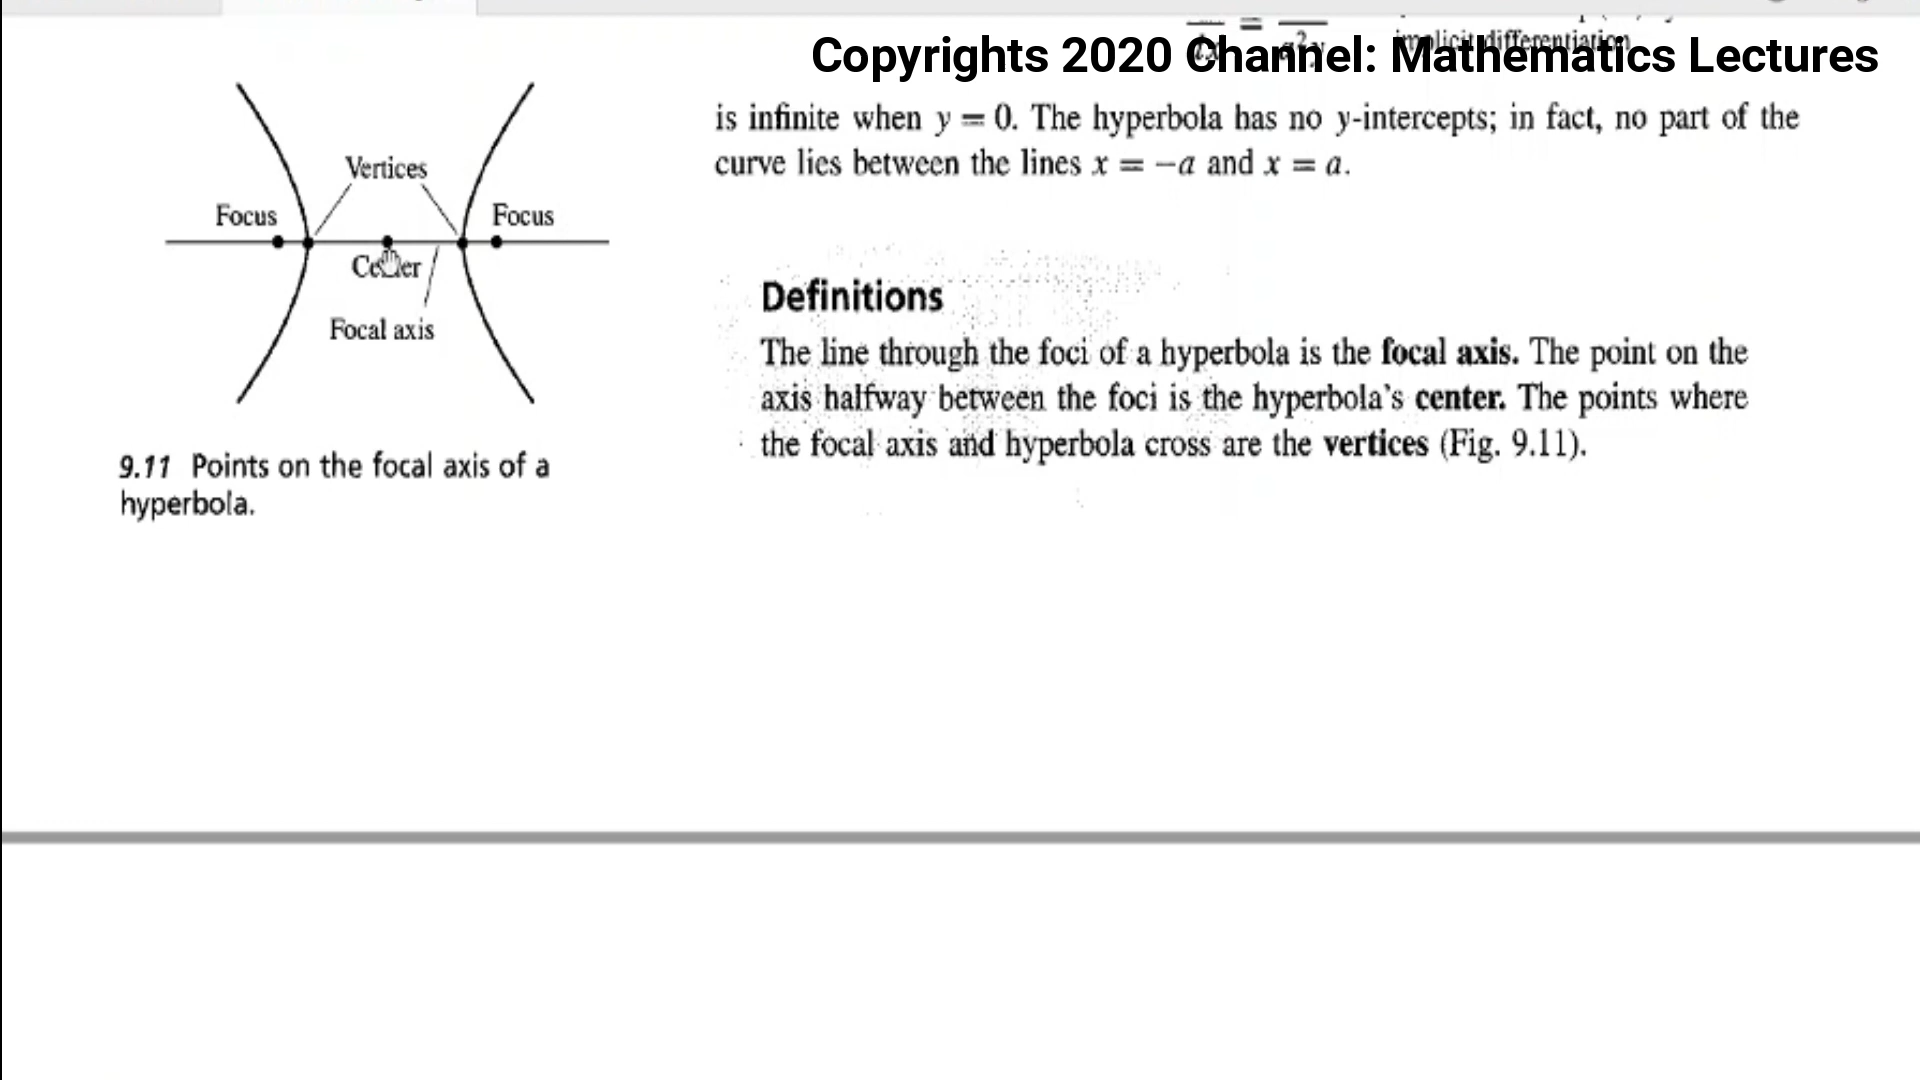 Copyrights 2020 Channel: Mathematics Lectures
implicit differentiation
is infinite when y = 0. The hyperbola has no y-intercepts; in fact, no part of the
curve lies between the lines x = −a and x = a.
Vertices
Focus
Focus
Center
Focal axis
9.11 Points on the focal axis of a
hyperbola.
Definitions
The line through the foci of a hyperbola is the focal axis. The point on the
axis halfway between the foci is the hyperbola's center. The points where
the focal axis and hyperbola cross are the vertices (Fig. 9.11).